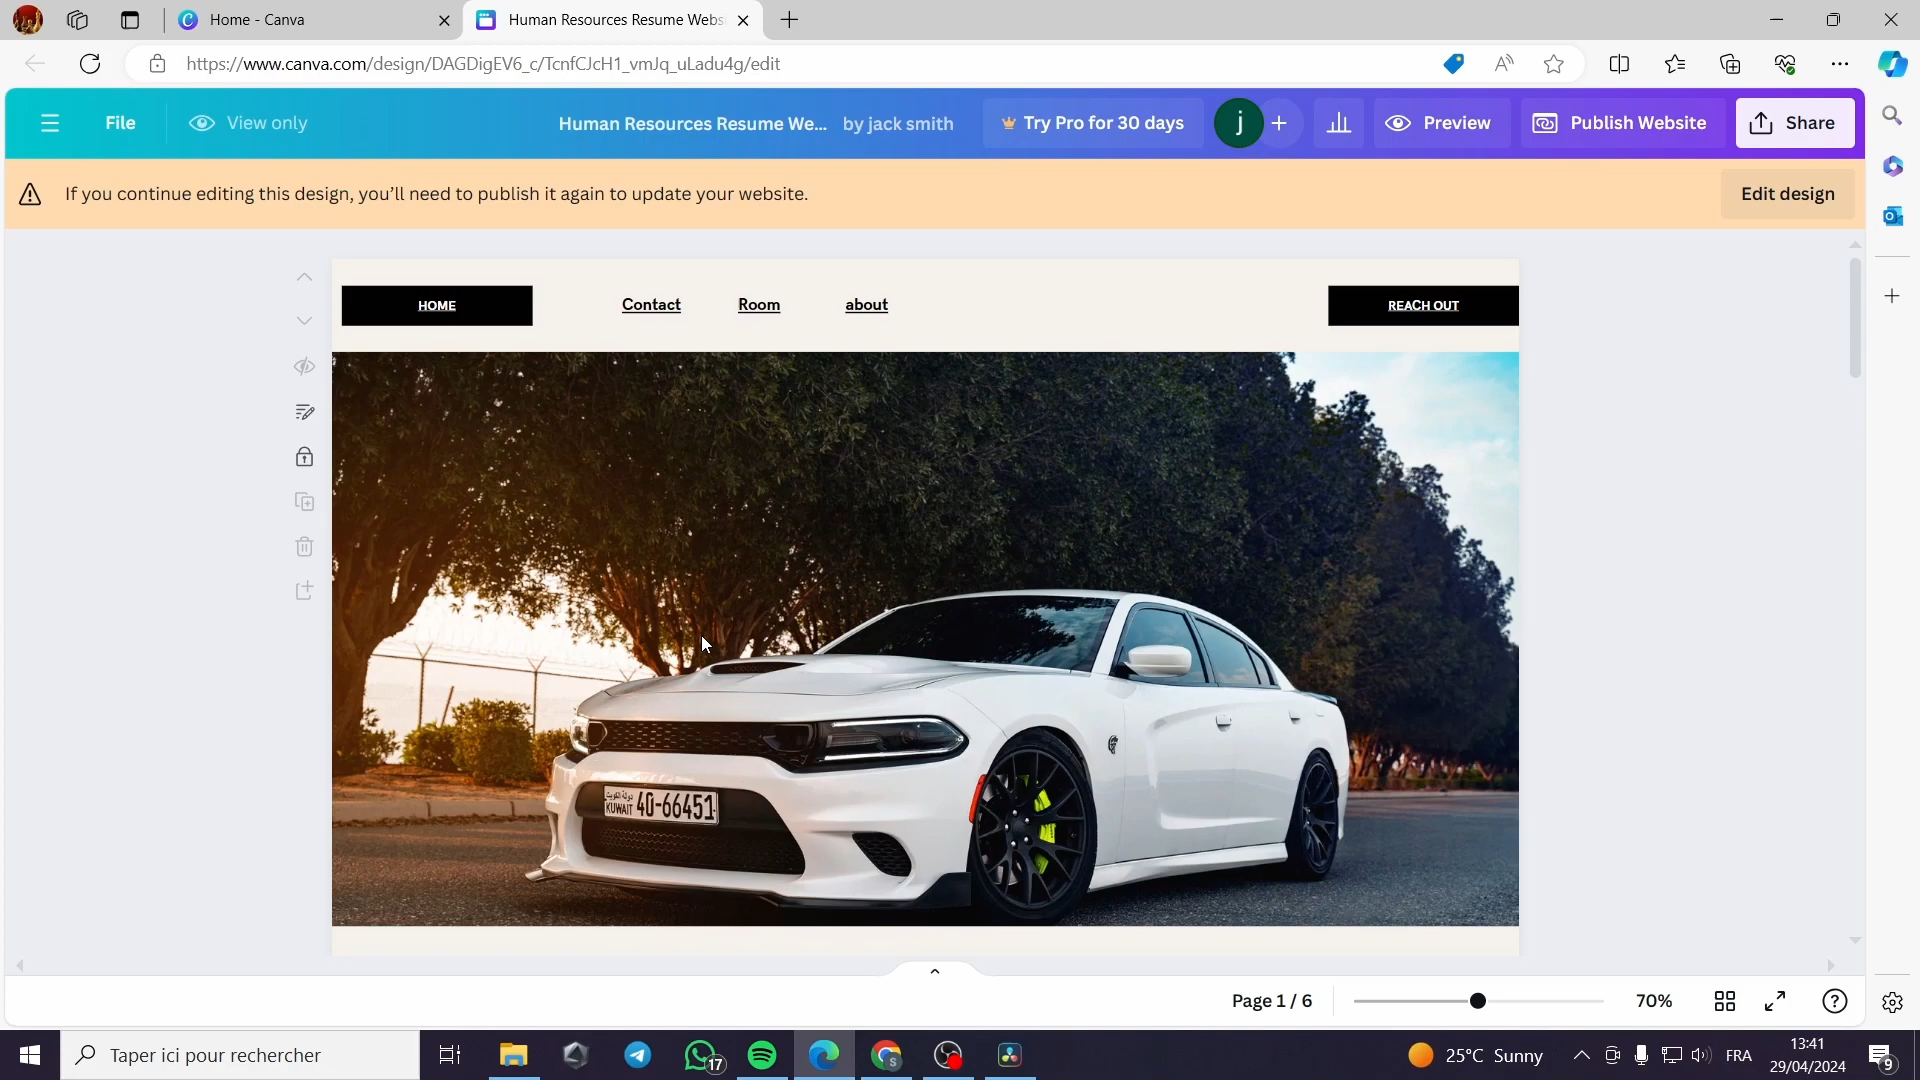 Home - Canva
Human Resources Resume Webs
https://www.canva.com/design/DAGDigEV6_c/TcnfCJcH1_vmJq_uLadu4g/edit
File
View only
Human Resources Resume We... by jack smith
Try Pro for 30 days
j
Preview
Publish Website
Share
If you continue editing this design, you'll need to publish it again to update your website.
Edit design
HOME
Contact
Room
about
REACH OUT
دولة الكويت
KUWAIT 40-66451
Page 1 / 6
70%
Taper ici pour rechercher
17
S
25°C Sunny
FRA
13:41
29/04/2024
9